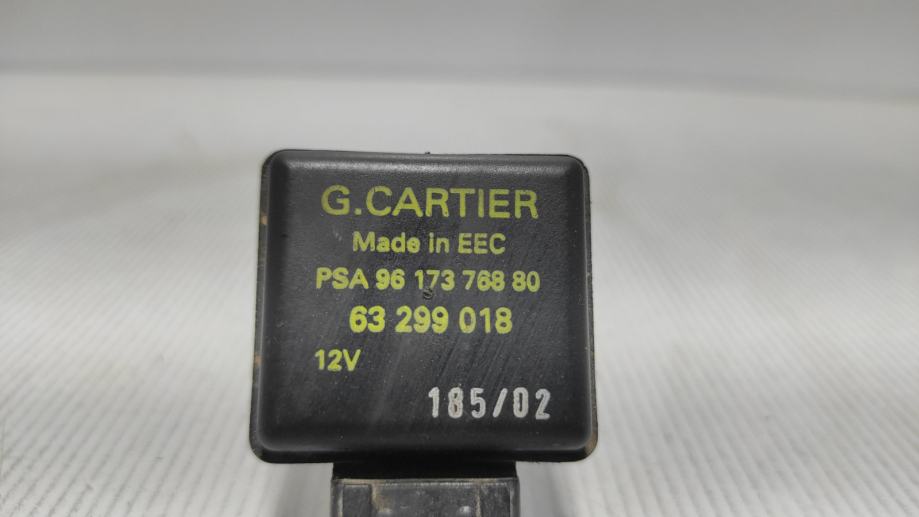 G.CARTIER
Made in EEC
PSA 96 173 768 80
63 299 018
12V
185/02